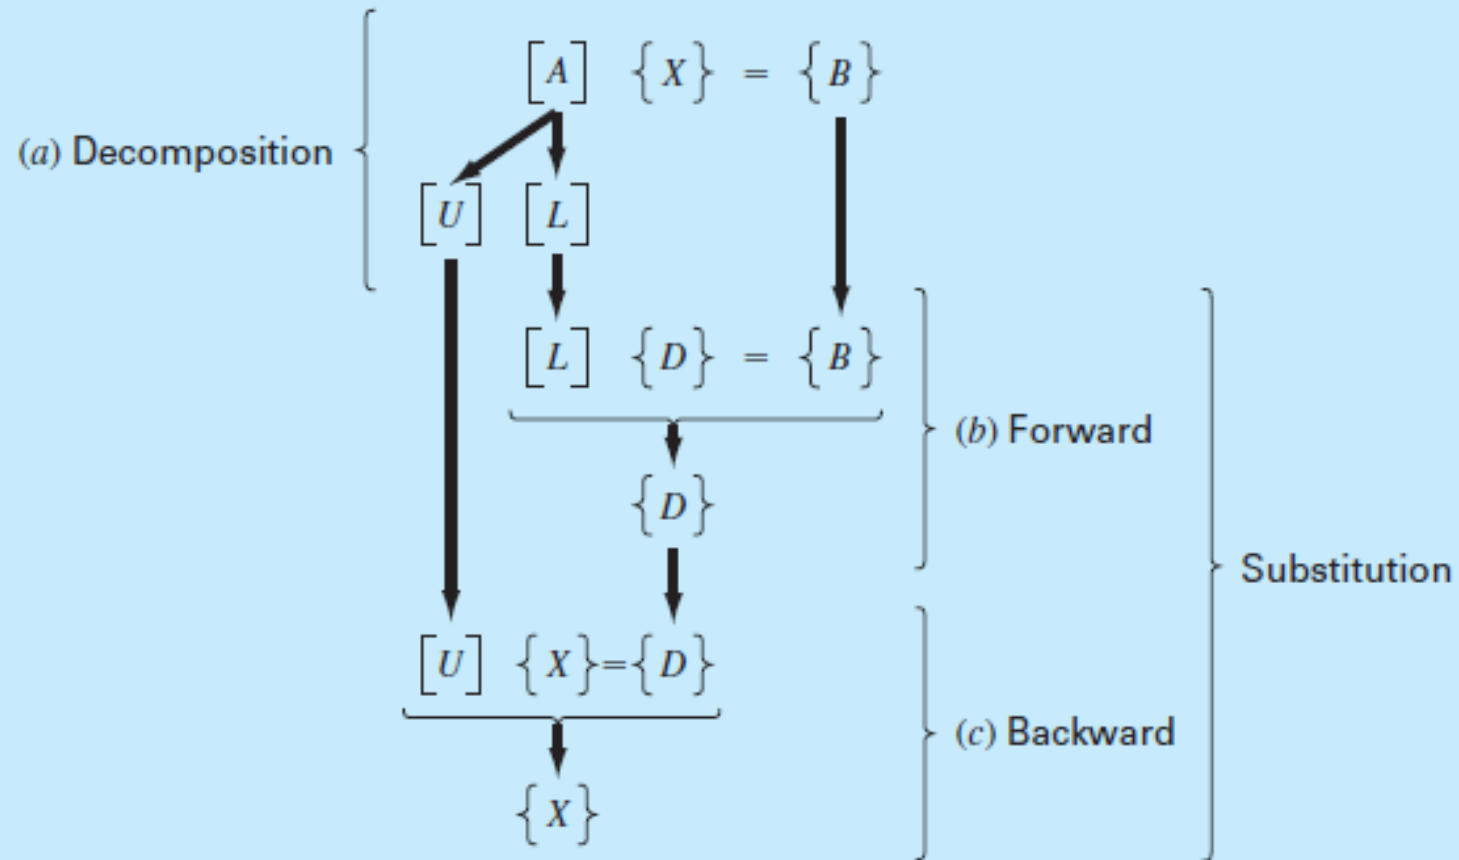 [A] {X} = {B}
(a) Decomposition
[U] [L]
[L] {D} = {B}
(b) Forward
{D}
Substitution
[U] {X}={D}
(c) Backward
{X}